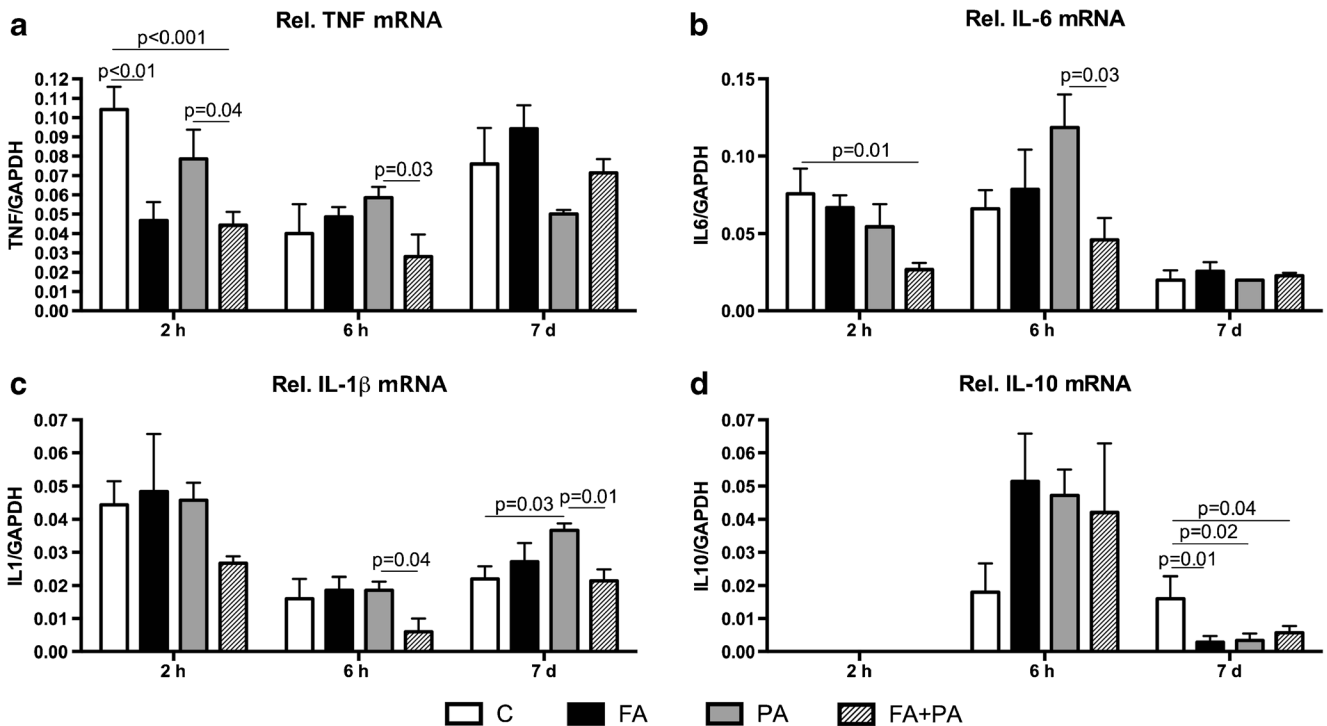 a
Rel. TNF mRNA
p<0.001
p<0.01
p=0.04
p=0.03
TNF/GAPDH
0.12
0.11
0.10
0.09
0.08
0.07
0.06
0.05
0.04
0.03
0.02
0.01
0.00
2 h
6 h
7 d
b
Rel. IL-6 mRNA
p=0.03
p=0.01
IL6/GAPDH
0.15
0.10
0.05
0.00
2 h
6 h
7 d
c
Rel. IL-1β mRNA
p=0.03
p=0.01
p=0.04
IL1/GAPDH
0.07
0.06
0.05
0.04
0.03
0.02
0.01
0.00
2 h
6 h
7 d
d
Rel. IL-10 mRNA
p=0.04
p=0.02
p=0.01
IL10/GAPDH
0.07
0.06
0.05
0.04
0.03
0.02
0.01
0.00
2 h
6 h
7 d
C
FA
PA
FA+PA